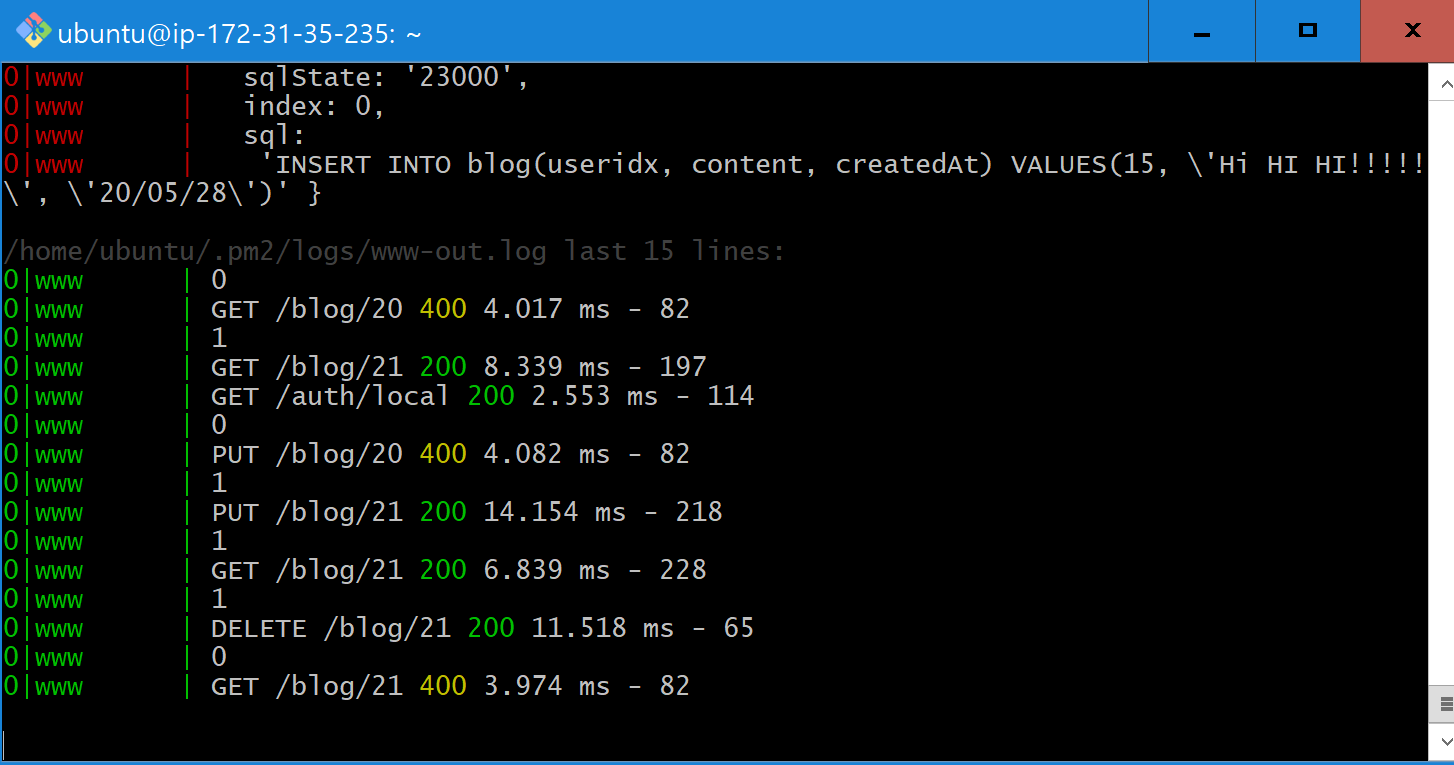 ubuntu@ip-172-31-35-235: ~
0|www      |   sqlState: '23000',
0|www      |   index: 0,
0|www      |   sql:
0|www      |    'INSERT INTO blog(useridx, content, createdAt) VALUES(15, \'Hi HI HI!!!!!
\', \'20/05/28\')' }
/home/ubuntu/.pm2/logs/www-out.log last 15 lines:
0|www      | 0
0|www      | GET /blog/20 400 4.017 ms - 82
0|www      | 1
0|www      | GET /blog/21 200 8.339 ms - 197
0|www      | GET /auth/local 200 2.553 ms - 114
0|www      | 0
0|www      | PUT /blog/20 400 4.082 ms - 82
0|www      | 1
0|www      | PUT /blog/21 200 14.154 ms - 218
0|www      | 1
0|www      | GET /blog/21 200 6.839 ms - 228
0|www      | 1
0|www      | DELETE /blog/21 200 11.518 ms - 65
0|www      | 0
0|www      | GET /blog/21 400 3.974 ms - 82